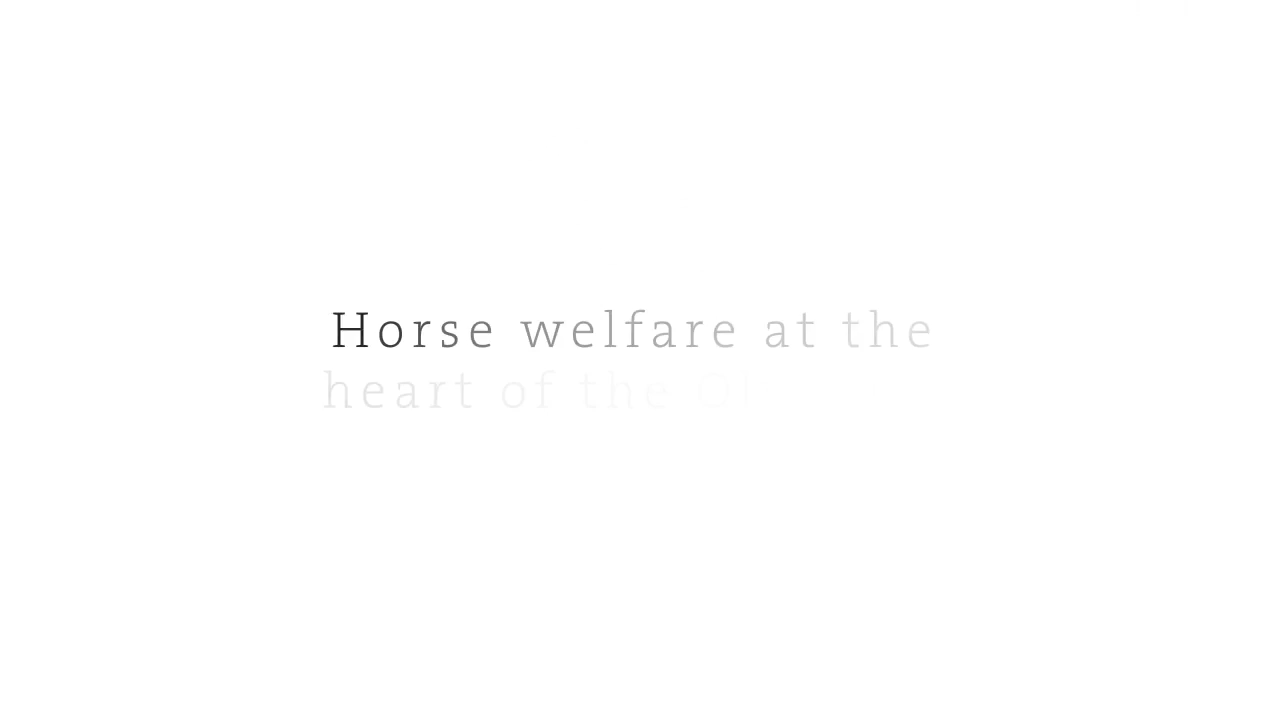 Horse welfare at the
heart of the